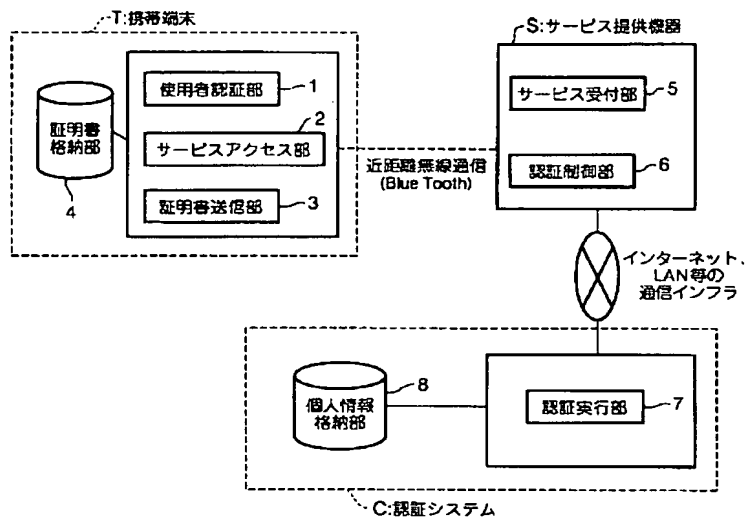 T:携帯端末
S:サービス提供機器
使用者認証部
1
証明書
格納部
4
2
サービスアクセス部
証明書送信部
3
近距離無線通信
(Blue Tooth)
サービス受付部
5
認証制御部
6
インターネット、
LAN等の
通信インフラ
個人情報
格納部
8
認証実行部
7
C:認証システム